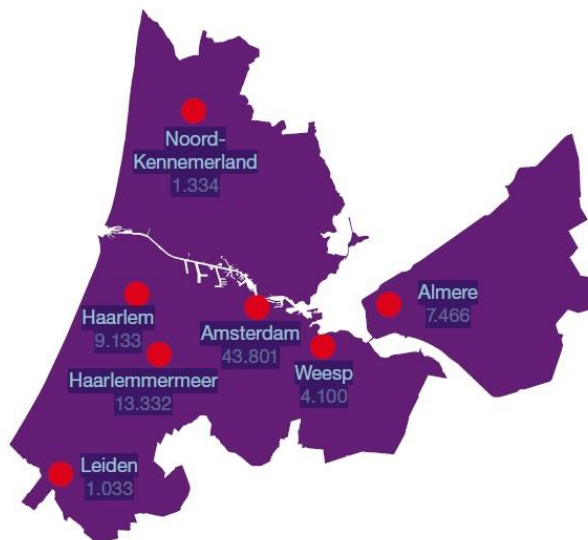 Noord-
Kennemerland
1.334
Haarlem
9.133
Amsterdam
43.801
Almere
7.466
Weesp
4.100
Haarlemmermeer
13.332
Leiden
1.033